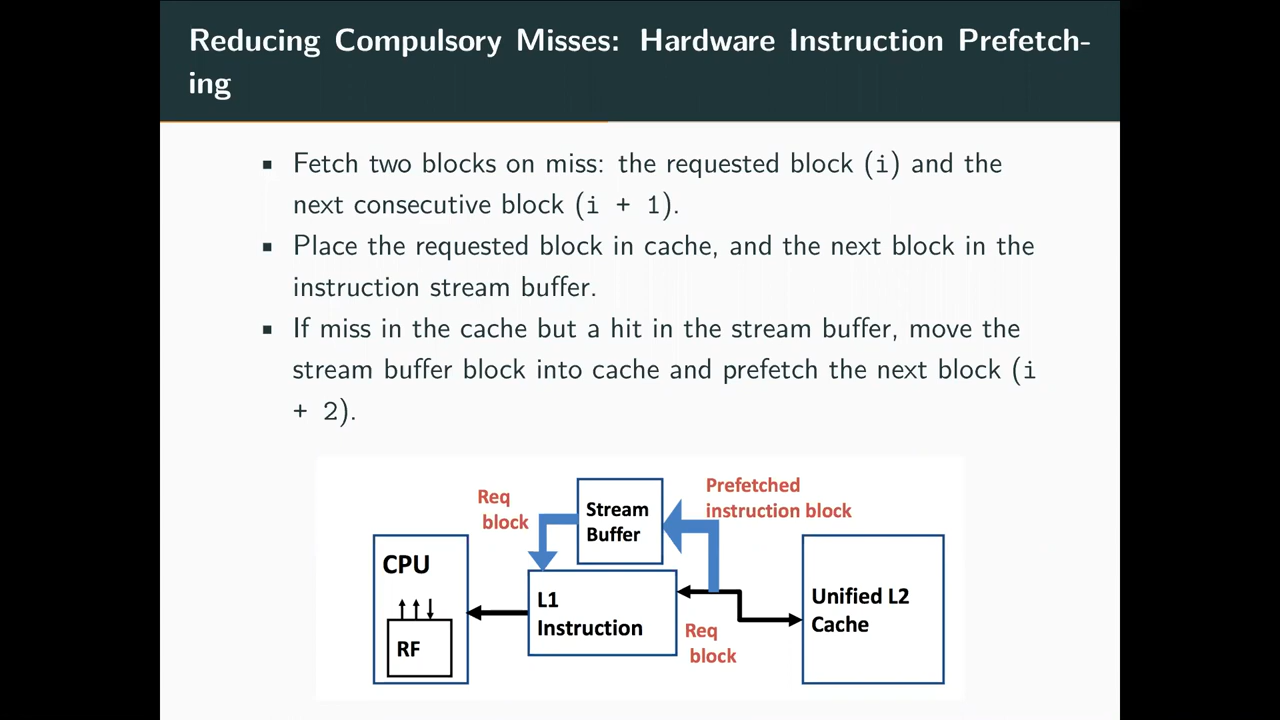 Reducing Compulsory Misses: Hardware Instruction Prefetch-
ing
▪ Fetch two blocks on miss: the requested block (i) and the
next consecutive block (i + 1).
▪ Place the requested block in cache, and the next block in the
instruction stream buffer.
▪ If miss in the cache but a hit in the stream buffer, move the
stream buffer block into cache and prefetch the next block (i
+ 2).
Req
block
Stream
Buffer
Prefetched
instruction block
CPU
RF
L1
Instruction
Req
block
Unified L2
Cache